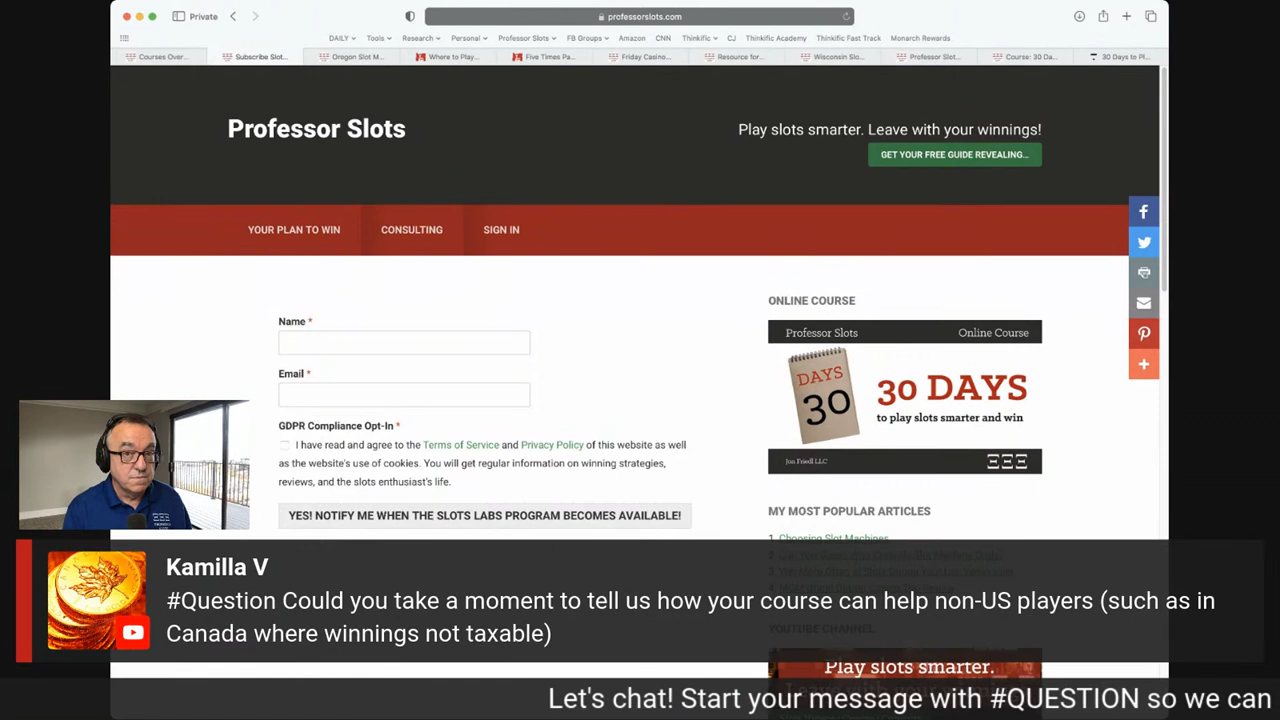 Private
professorslots.com
DAILY
Tools
Research
Personal
Professor Slots
FB Groups
Amazon
CNN
Thinkific
CJ
Thinkific Academy
Thinkific Fast Track
Monarch Rewards
Courses Over...
Subscribe Slot...
Oregon Slot M...
Where to Play...
Five Times Pa...
Friday Casino...
Resource for...
Wisconsin Slo...
Professor Slot...
Course: 30 Da...
30 Days to Pl...
Professor Slots
Play slots smarter. Leave with your winnings!
GET YOUR FREE GUIDE REVEALING...
YOUR PLAN TO WIN
CONSULTING
SIGN IN
Name *
Email *
GDPR Compliance Opt-In *
I have read and agree to the Terms of Service and Privacy Policy of this website as well
as the website's use of cookies. You will get regular information on winning strategies,
reviews, and the slots enthusiast's life.
YES! NOTIFY ME WHEN THE SLOTS LABS PROGRAM BECOMES AVAILABLE!
ONLINE COURSE
Professor Slots
Online Course
DAYS
30
30 DAYS
to play slots smarter and win
Jon Friedl LLC
MY MOST POPULAR ARTICLES
1. Choosing Slot Machines
YOUTUBE CHANNEL
Play slots smarter.
Kamilla V
#Question Could you take a moment to tell us how your course can help non-US players (such as in
Canada where winnings not taxable)
Let's chat! Start your message with #QUESTION so we can